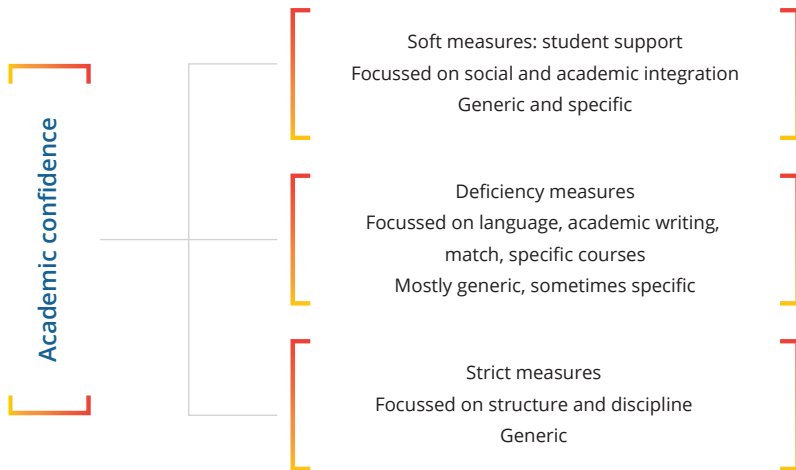 Academic confidence
Soft measures: student support
Focussed on social and academic integration
Generic and specific
Deficiency measures
Focussed on language, academic writing,
match, specific courses
Mostly generic, sometimes specific
Strict measures
Focussed on structure and discipline
Generic